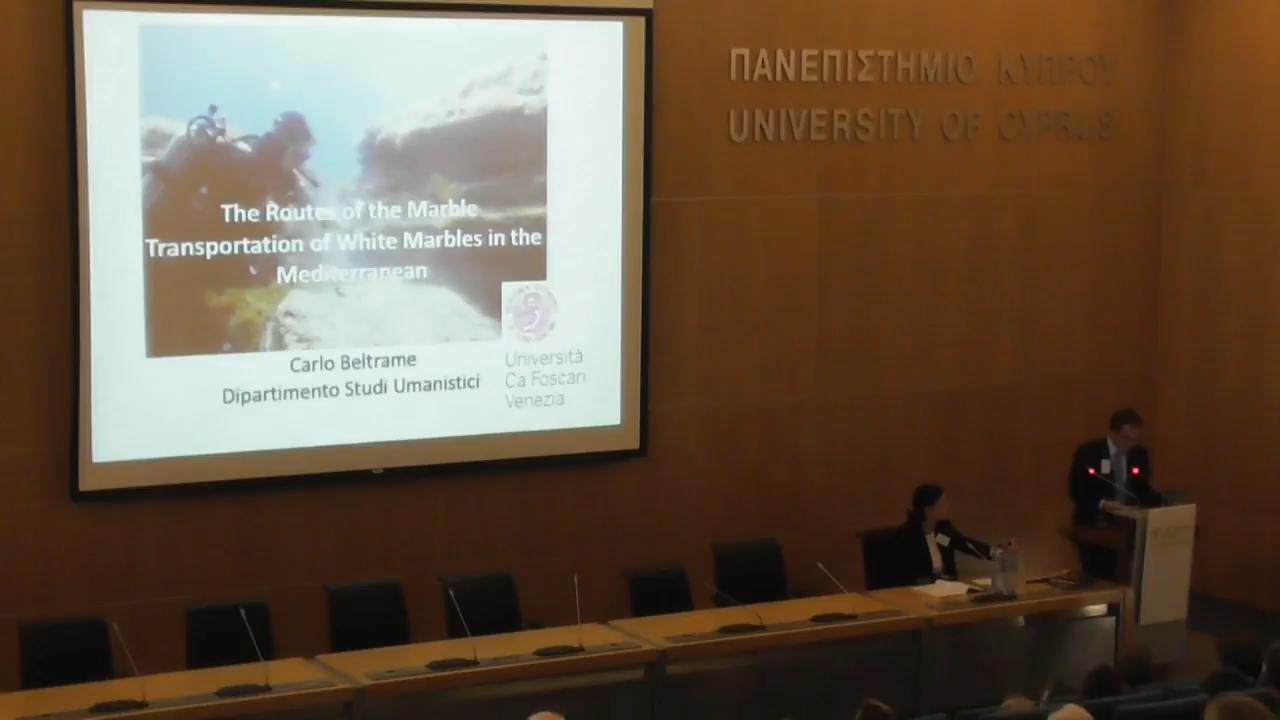 The Routes of the Marble
Transportation of White Marbles in the
Mediterranean
Carlo Beltrame
Dipartimento Studi Umanistici
Università
Ca Foscari
Venezia
ΠΑΝΕΠΙΣΤΗΜΙΟ ΚΥΠΡΟΥ
UNIVERSITY OF CYPRUS